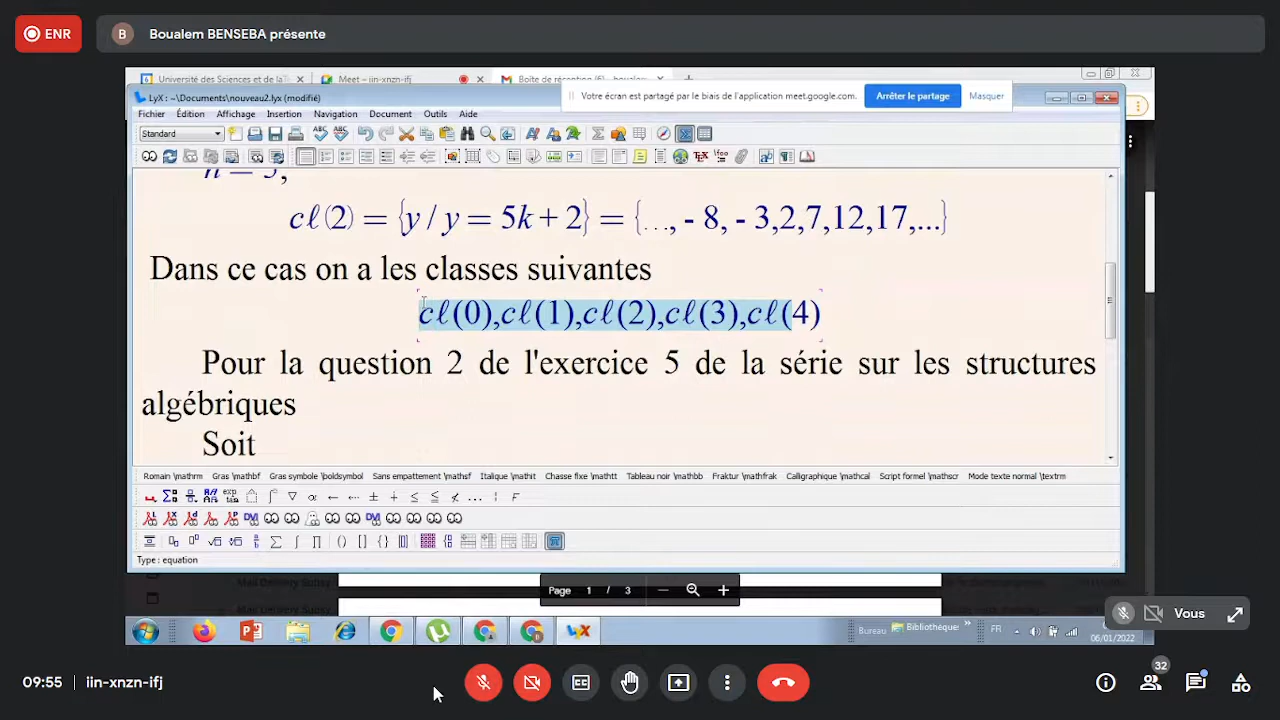 ENR
B Boualem BENSEBA présente
Université des Sciences et de la T
Meet – iin-xnzn-ifj
LyX : ~\Documents\nouveau2.lyx (modifié)
Votre écran est partagé par le biais de l'application meet.google.com. Arrêter le partage Masquer
Fichier Édition Affichage Insertion Navigation Document Outils Aide
Standard
n = 5,
cℓ(2) = {y / y = 5k + 2} = {…, - 8, - 3,2,7,12,17,...}
Dans ce cas on a les classes suivantes
cℓ(0),cℓ(1),cℓ(2),cℓ(3),cℓ(4)
Pour la question 2 de l'exercice 5 de la série sur les structures
algébriques
Soit
Romain \mathrm Gras \mathbf Gras symbole \boldsymbol Sans empattement \mathsf Italique \mathit Chasse fixe \mathtt Tableau noir \mathbb Fraktur \mathfrak Calligraphique \mathcal Script formel \mathscr Mode texte normal \textrm
Type : equation
Page 1 / 3
Vous
Bureau Bibliothèque » FR
06/01/2022
09:55 | iin-xnzn-ifj
32